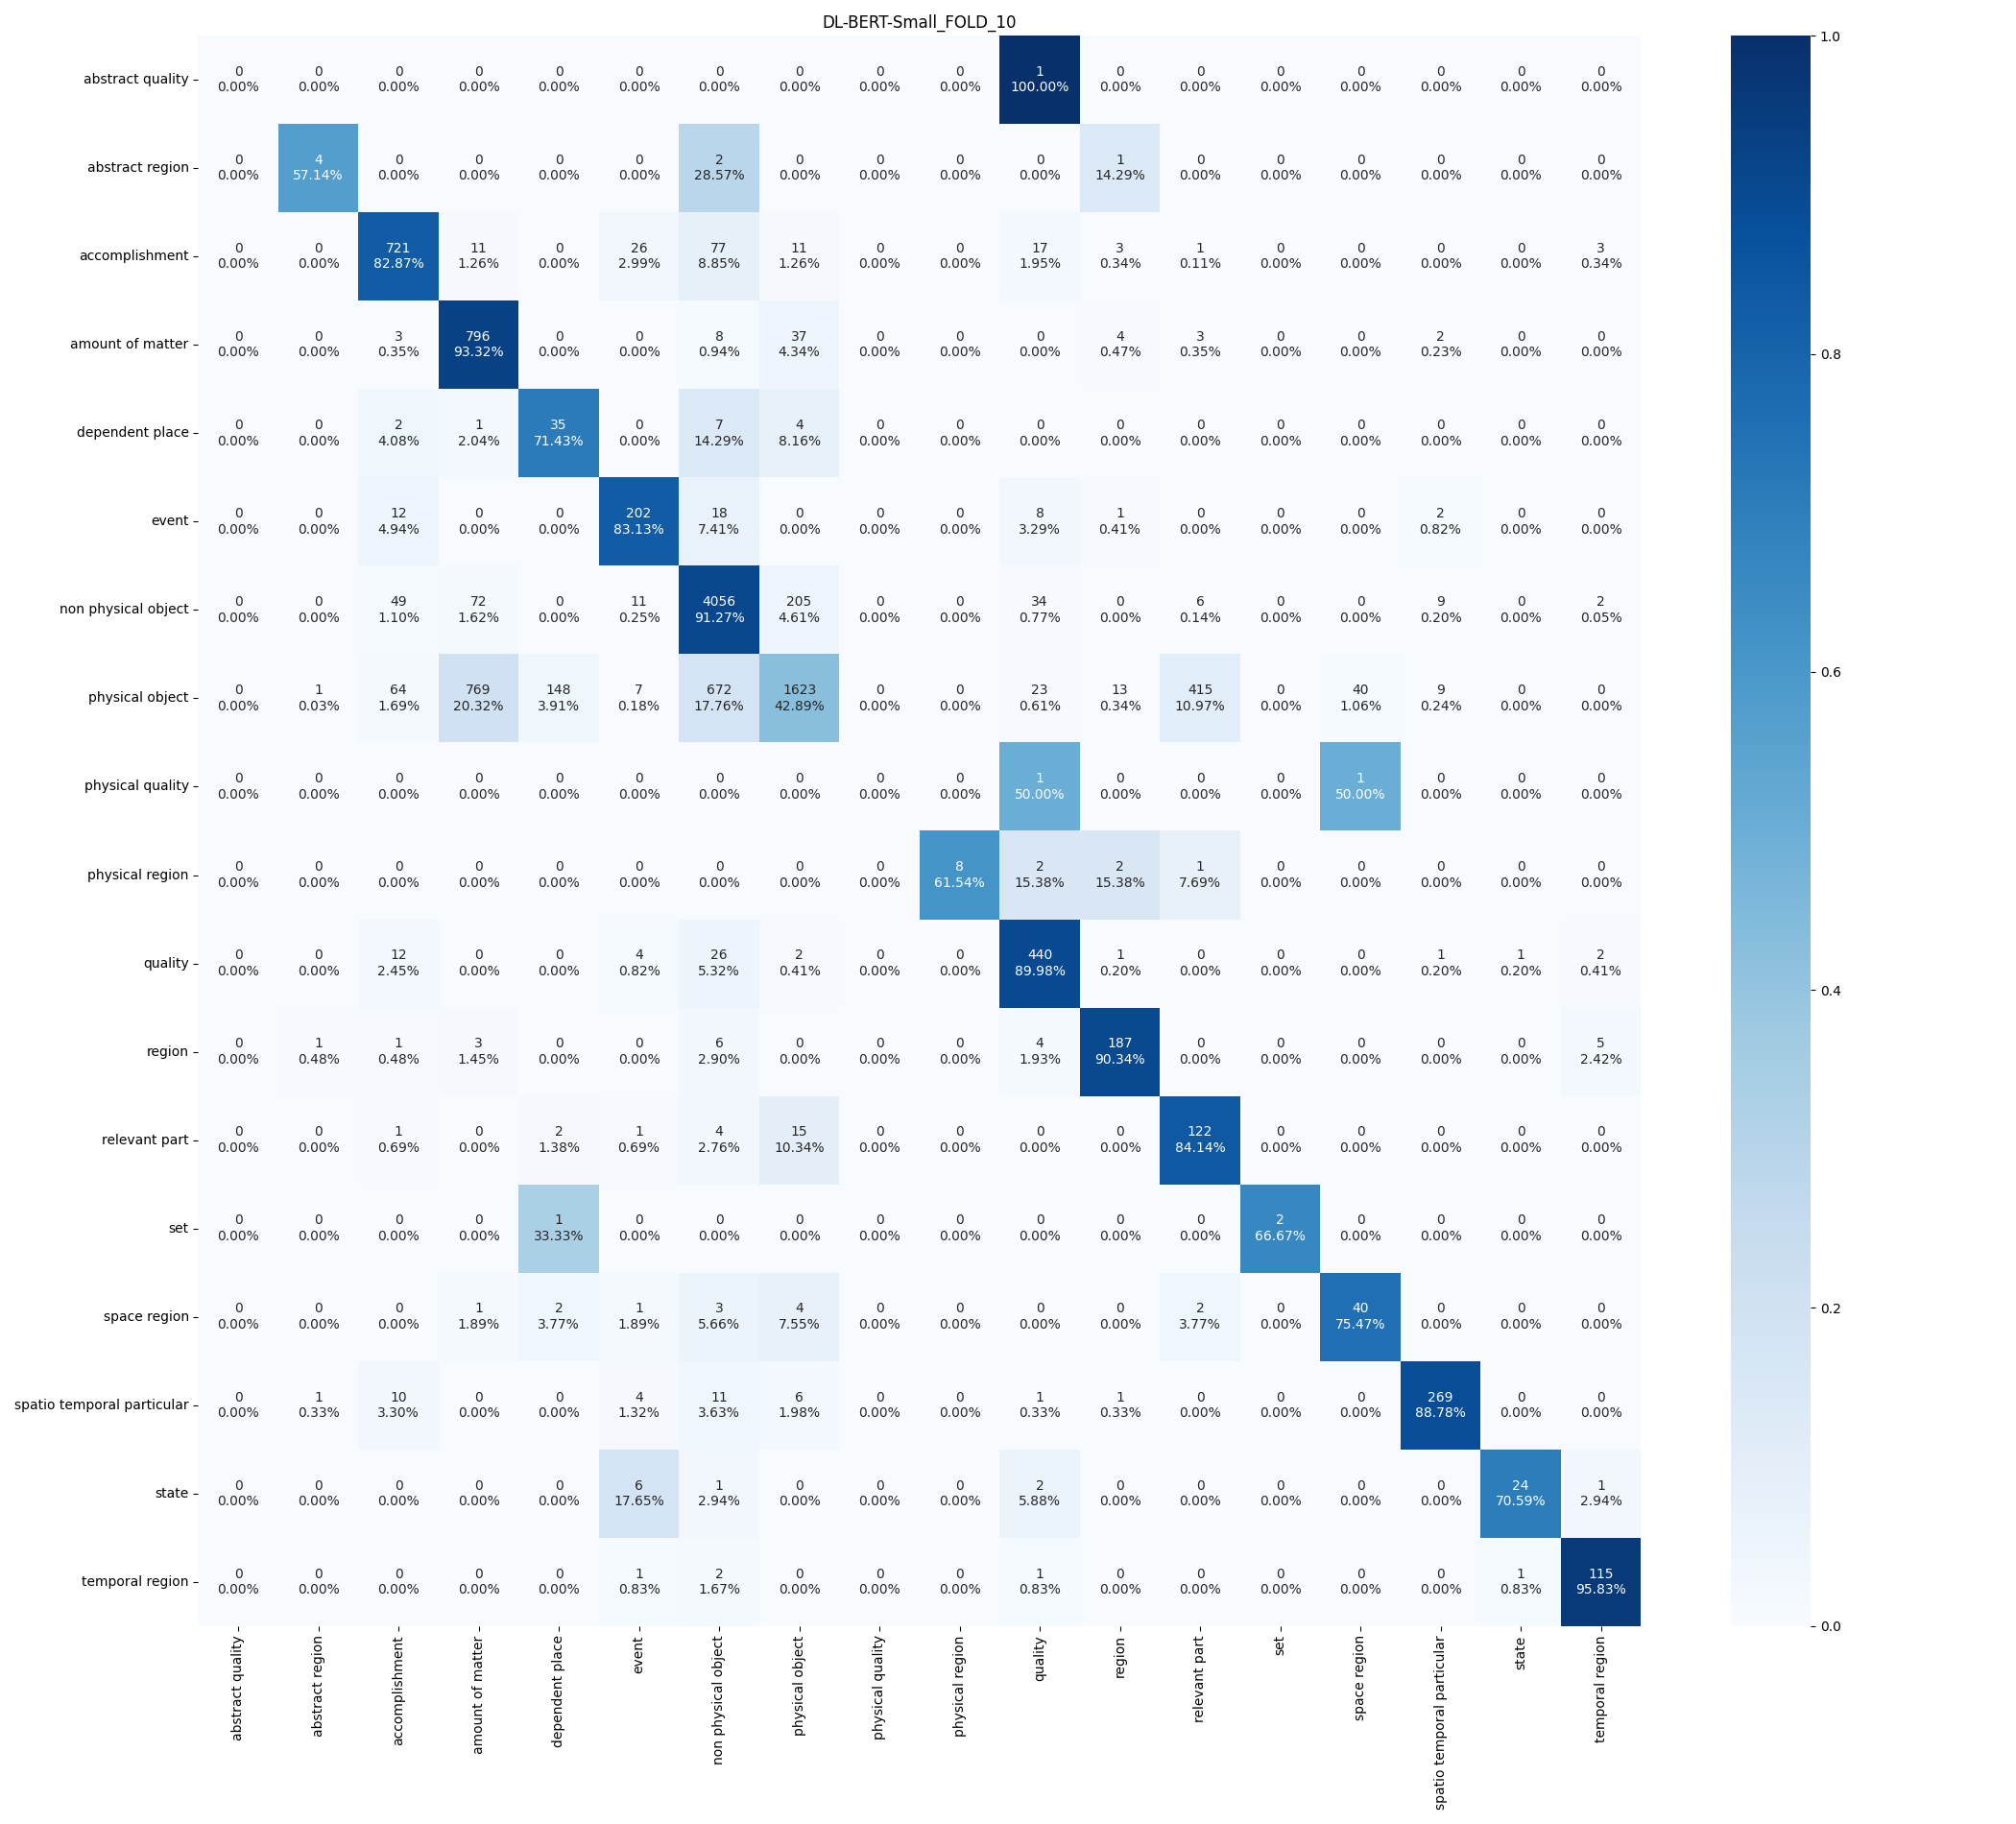 DL-BERT-Small_FOLD_10
abstract quality
0 0 0 0 0 0 0 0 0 0 1 0 0 0 0 0 0 0
0.00% 0.00% 0.00% 0.00% 0.00% 0.00% 0.00% 0.00% 0.00% 0.00% 100.00% 0.00% 0.00% 0.00% 0.00% 0.00% 0.00% 0.00%
abstract region
0 4 0 0 0 0 2 0 0 0 0 1 0 0 0 0 0 0
0.00% 57.14% 0.00% 0.00% 0.00% 0.00% 28.57% 0.00% 0.00% 0.00% 0.00% 14.29% 0.00% 0.00% 0.00% 0.00% 0.00% 0.00%
accomplishment
0 0 721 11 0 26 77 11 0 0 17 3 1 0 0 0 0 3
0.00% 0.00% 82.87% 1.26% 0.00% 2.99% 8.85% 1.26% 0.00% 0.00% 1.95% 0.34% 0.11% 0.00% 0.00% 0.00% 0.00% 0.34%
amount of matter
0 0 3 796 0 0 8 37 0 0 0 4 3 0 0 2 0 0
0.00% 0.00% 0.35% 93.32% 0.00% 0.00% 0.94% 4.34% 0.00% 0.00% 0.00% 0.47% 0.35% 0.00% 0.00% 0.23% 0.00% 0.00%
dependent place
0 0 2 1 35 0 7 4 0 0 0 0 0 0 0 0 0 0
0.00% 0.00% 4.08% 2.04% 71.43% 0.00% 14.29% 8.16% 0.00% 0.00% 0.00% 0.00% 0.00% 0.00% 0.00% 0.00% 0.00% 0.00%
event
0 0 12 0 0 202 18 0 0 0 8 1 0 0 0 2 0 0
0.00% 0.00% 4.94% 0.00% 0.00% 83.13% 7.41% 0.00% 0.00% 0.00% 3.29% 0.41% 0.00% 0.00% 0.00% 0.82% 0.00% 0.00%
non physical object
0 0 49 72 0 11 4056 205 0 0 34 0 6 0 0 9 0 2
0.00% 0.00% 1.10% 1.62% 0.00% 0.25% 91.27% 4.61% 0.00% 0.00% 0.77% 0.00% 0.14% 0.00% 0.00% 0.20% 0.00% 0.05%
physical object
0 1 64 769 148 7 672 1623 0 0 23 13 415 0 40 9 0 0
0.00% 0.03% 1.69% 20.32% 3.91% 0.18% 17.76% 42.89% 0.00% 0.00% 0.61% 0.34% 10.97% 0.00% 1.06% 0.24% 0.00% 0.00%
physical quality
0 0 0 0 0 0 0 0 0 0 1 0 0 0 1 0 0 0
0.00% 0.00% 0.00% 0.00% 0.00% 0.00% 0.00% 0.00% 0.00% 0.00% 50.00% 0.00% 0.00% 0.00% 50.00% 0.00% 0.00% 0.00%
physical region
0 0 0 0 0 0 0 0 0 8 2 2 1 0 0 0 0 0
0.00% 0.00% 0.00% 0.00% 0.00% 0.00% 0.00% 0.00% 0.00% 61.54% 15.38% 15.38% 7.69% 0.00% 0.00% 0.00% 0.00% 0.00%
quality
0 0 12 0 0 4 26 2 0 0 440 1 0 0 0 1 1 2
0.00% 0.00% 2.45% 0.00% 0.00% 0.82% 5.32% 0.41% 0.00% 0.00% 89.98% 0.20% 0.00% 0.00% 0.00% 0.20% 0.20% 0.41%
region
0 1 1 3 0 0 6 0 0 0 4 187 0 0 0 0 0 5
0.00% 0.48% 0.48% 1.45% 0.00% 0.00% 2.90% 0.00% 0.00% 0.00% 1.93% 90.34% 0.00% 0.00% 0.00% 0.00% 0.00% 2.42%
relevant part
0 0 1 0 2 1 4 15 0 0 0 0 122 0 0 0 0 0
0.00% 0.00% 0.69% 0.00% 1.38% 0.69% 2.76% 10.34% 0.00% 0.00% 0.00% 0.00% 84.14% 0.00% 0.00% 0.00% 0.00% 0.00%
set
0 0 0 0 1 0 0 0 0 0 0 0 0 2 0 0 0 0
0.00% 0.00% 0.00% 0.00% 33.33% 0.00% 0.00% 0.00% 0.00% 0.00% 0.00% 0.00% 0.00% 66.67% 0.00% 0.00% 0.00% 0.00%
space region
0 0 0 1 2 1 3 4 0 0 0 0 2 0 40 0 0 0
0.00% 0.00% 0.00% 1.89% 3.77% 1.89% 5.66% 7.55% 0.00% 0.00% 0.00% 0.00% 3.77% 0.00% 75.47% 0.00% 0.00% 0.00%
spatio temporal particular
0 1 10 0 0 4 11 6 0 0 1 1 0 0 0 269 0 0
0.00% 0.33% 3.30% 0.00% 0.00% 1.32% 3.63% 1.98% 0.00% 0.00% 0.33% 0.33% 0.00% 0.00% 0.00% 88.78% 0.00% 0.00%
state
0 0 0 0 0 6 1 0 0 0 2 0 0 0 0 0 24 1
0.00% 0.00% 0.00% 0.00% 0.00% 17.65% 2.94% 0.00% 0.00% 0.00% 5.88% 0.00% 0.00% 0.00% 0.00% 0.00% 70.59% 2.94%
temporal region
0 0 0 0 0 1 2 0 0 0 1 0 0 0 0 0 1 115
0.00% 0.00% 0.00% 0.00% 0.00% 0.83% 1.67% 0.00% 0.00% 0.00% 0.83% 0.00% 0.00% 0.00% 0.00% 0.00% 0.83% 95.83%
abstract quality
abstract region
accomplishment
amount of matter
dependent place
event
non physical object
physical object
physical quality
physical region
quality
region
relevant part
set
space region
spatio temporal particular
state
temporal region
1.0
0.8
0.6
0.4
0.2
0.0